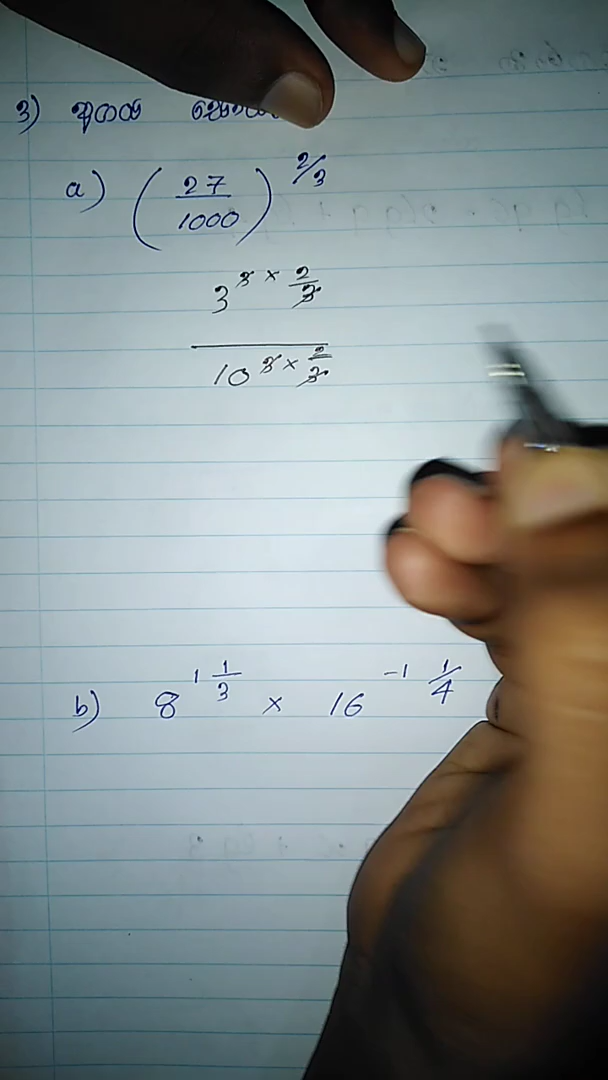 3) සුළු
a) (27/1000)^2/3
3^3 × 2/3
10^3 × 2/3
b) 8^1 1/3 × 16^-1 1/4